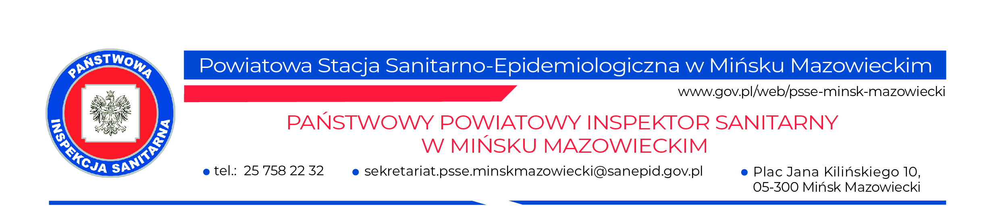 PAŃSTWOWA
INSPEKCJA SANITARNA
Powiatowa Stacja Sanitarno-Epidemiologiczna w Mińsku Mazowieckim
www.gov.pl/web/psse-minsk-mazowiecki
PAŃSTWOWY POWIATOWY INSPEKTOR SANITARNY
W MIŃSKU MAZOWIECKIM
tel.: 25 758 22 32
sekretariat.psse.minskmazowiecki@sanepid.gov.pl
Plac Jana Kilińskiego 10,
05-300 Mińsk Mazowiecki